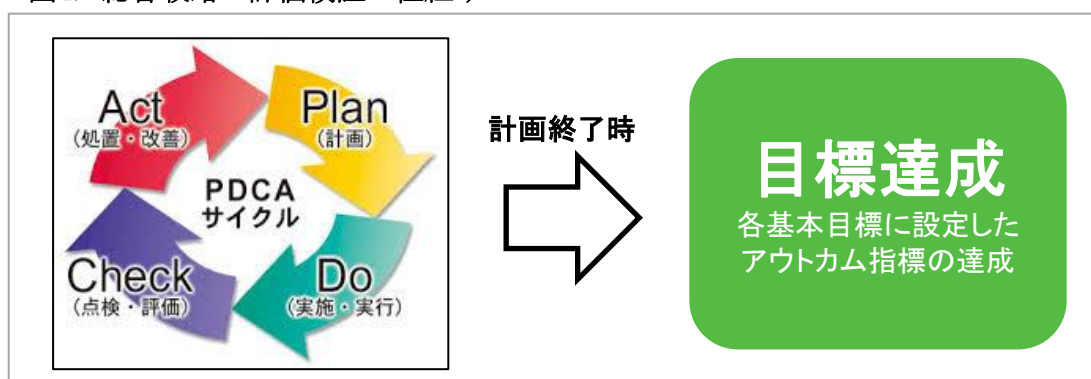 Act
(処置・改善)
Plan
(計画)
PDCA
サイクル
Check
(点検・評価)
Do
(実施・実行)
計画終了時
目標達成
各基本目標に設定した
アウトカム指標の達成